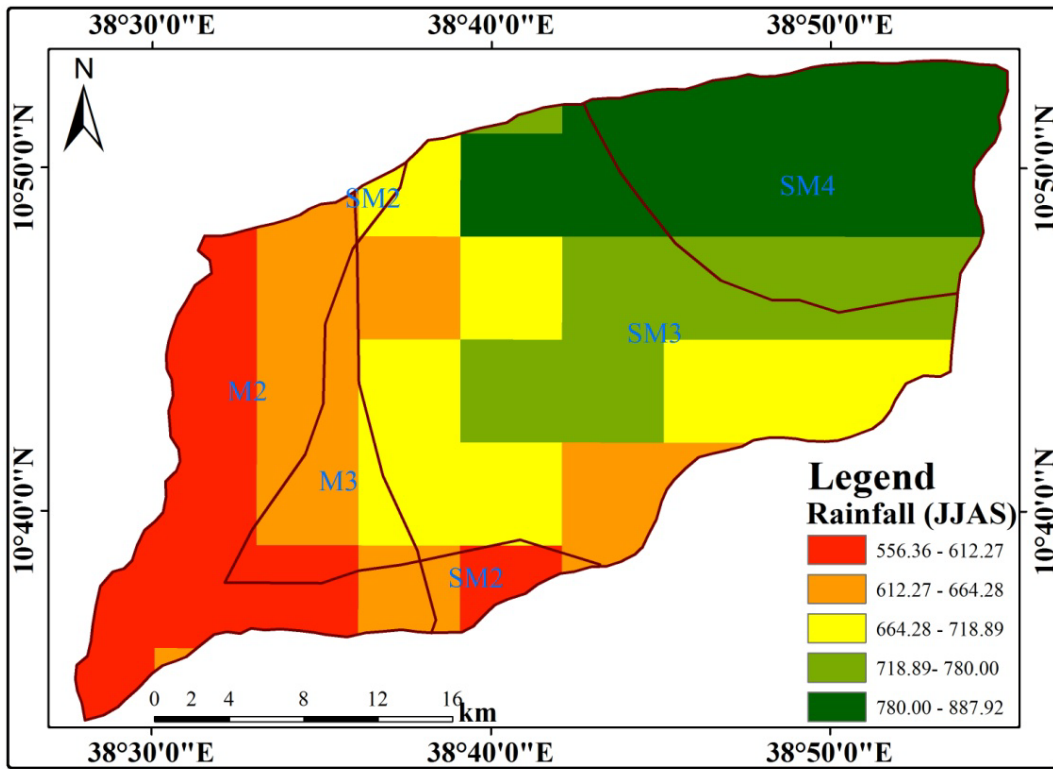 38°30'0"E 38°40'0"E 38°50'0"E
N
10°50'0"N 10°50'0"N
SM2
SM4
SM3
M2
M3
SM2
10°40'0"N 10°40'0"N
Legend
Rainfall (JJAS)
556.36 - 612.27
612.27 - 664.28
664.28 - 718.89
718.89- 780.00
780.00 - 887.92
0 2 4 8 12 16
km
38°30'0"E 38°40'0"E 38°50'0"E